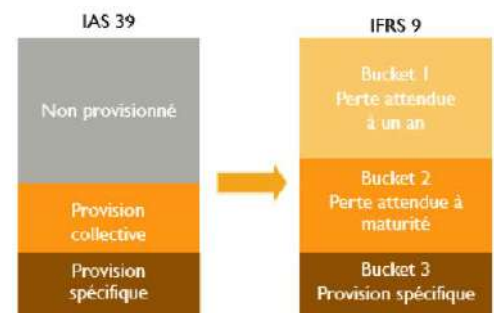 IAS 39
Non provisionné
Provision
collective
Provision
spécifique
IFRS 9
Bucket 1
Perte attendue
à un an
Bucket 2
Perte attendue à
maturité
Bucket 3
Provision spécifique